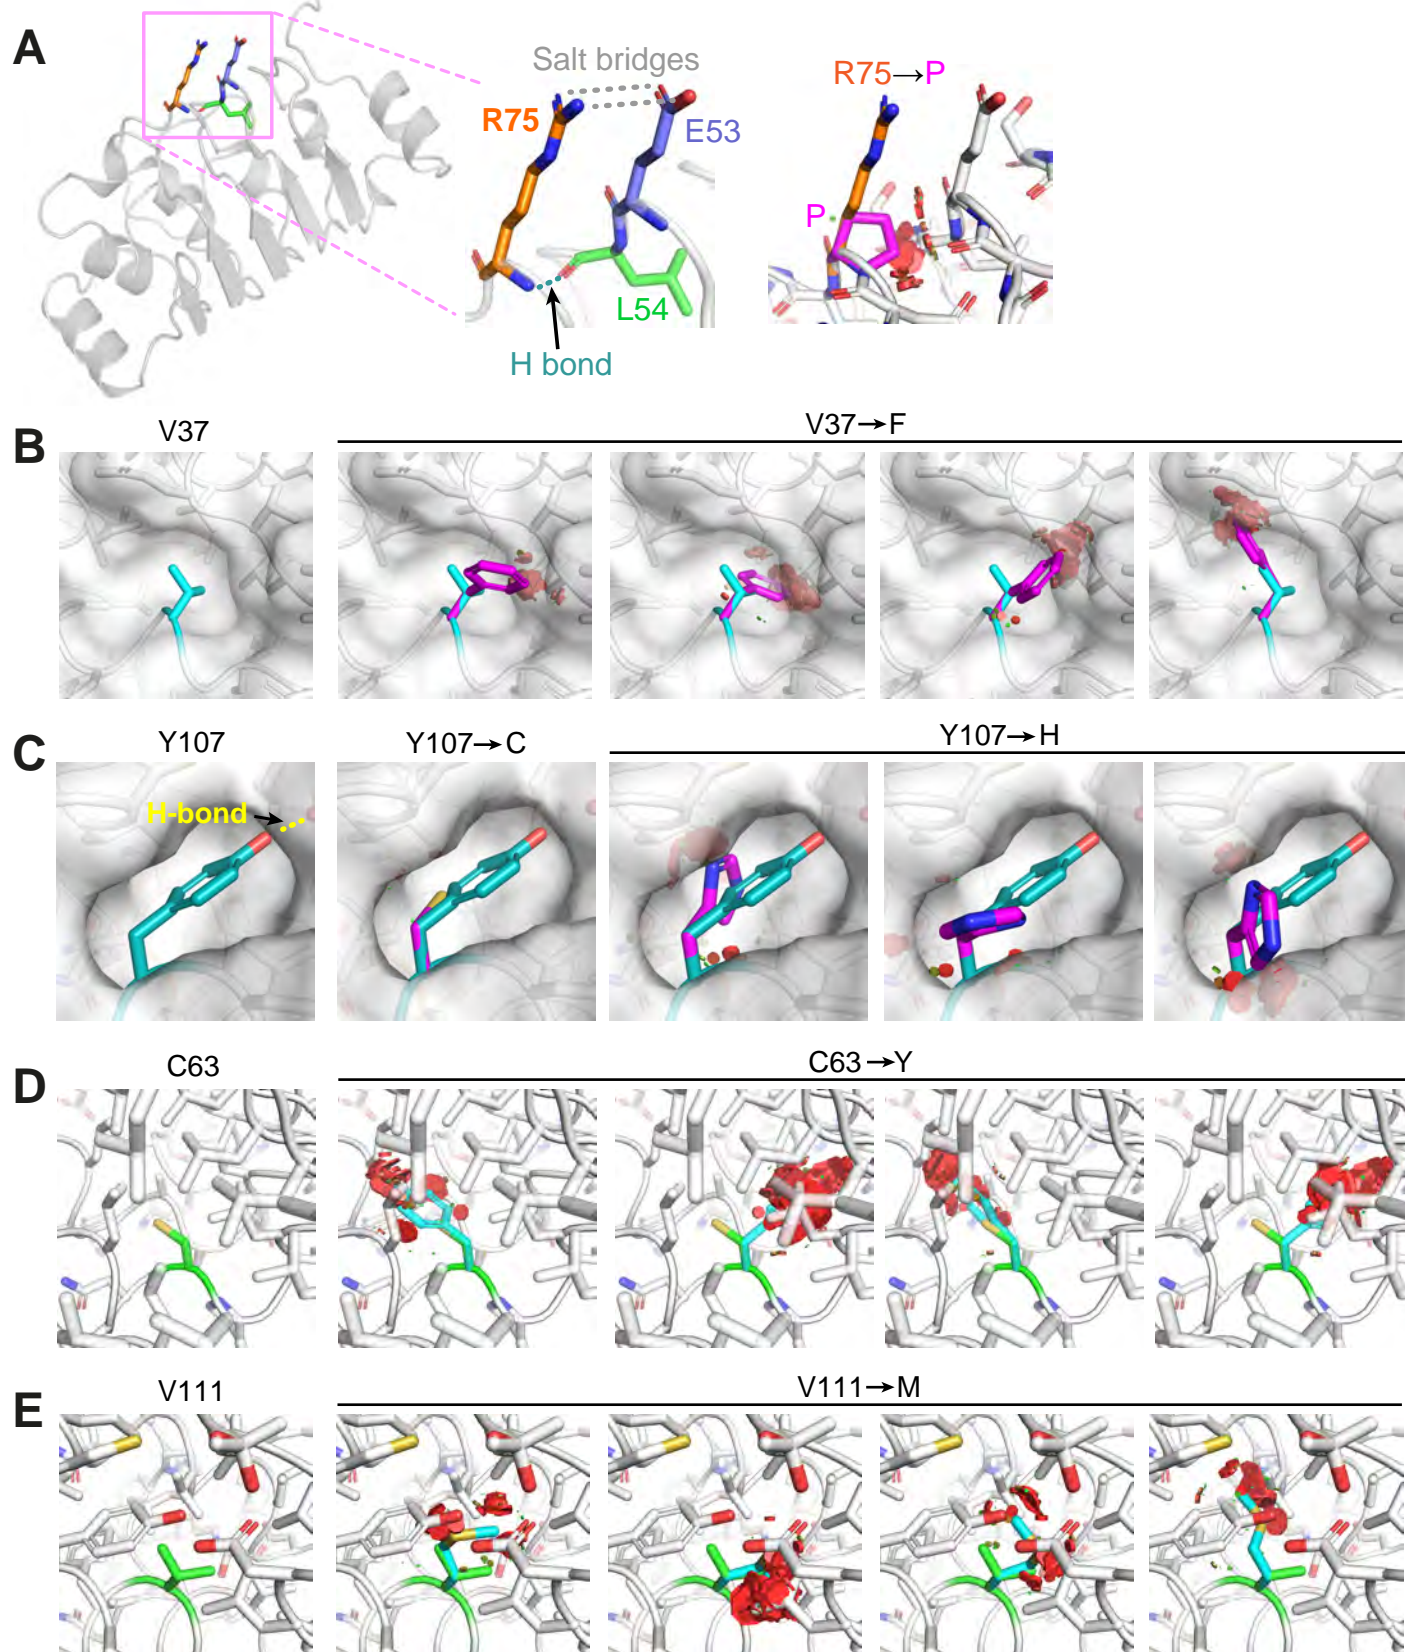 A
Salt bridges
R75
E53
L54
H bond
R75→P
P
B
V37
V37→F
C
Y107
Y107→C
Y107→H
H-bond
D
C63
C63→Y
E
V111
V111→M